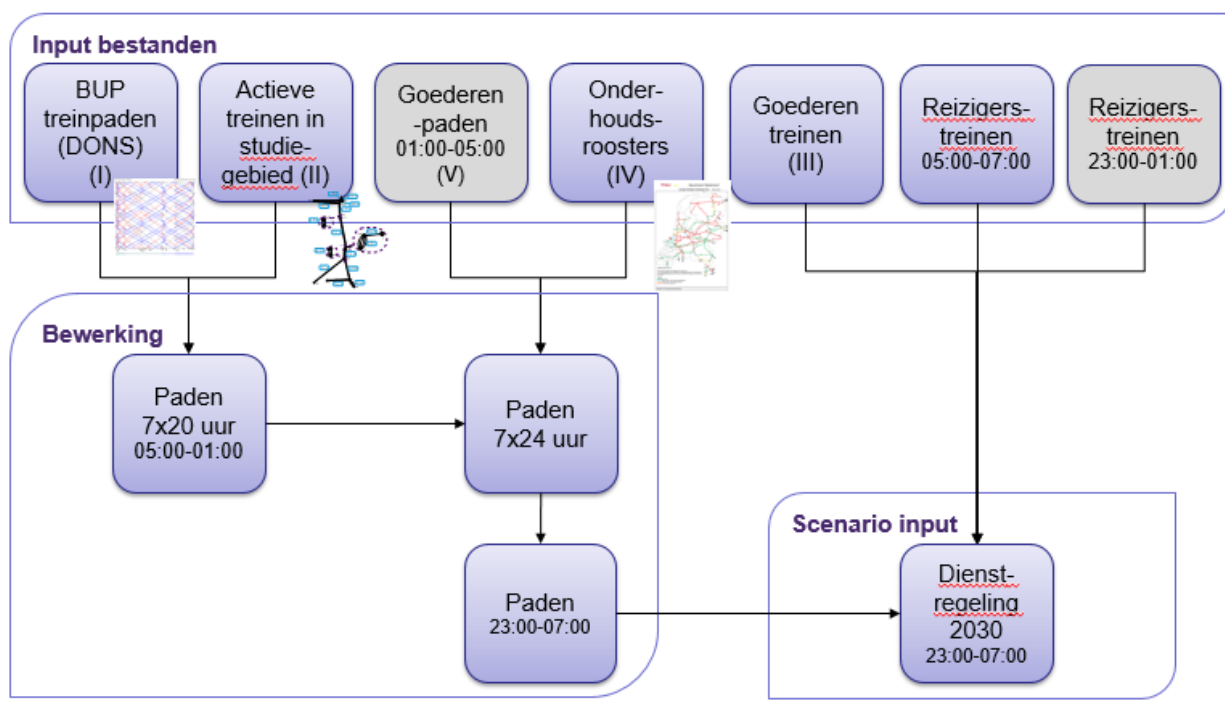 Input bestanden
BUP
treinpaden
(DONS)
(I)
Actieve
treinen in
studie-
gebied (II)
Goederen
-paden
01:00-05:00
(V)
Onder-
houds-
roosters
(IV)
Goederen
treinen
(III)
Reizigers-
treinen
05:00-07:00
Reizigers-
treinen
23:00-01:00
Bewerking
Paden
7x20 uur
05:00-01:00
Paden
7x24 uur
Paden
23:00-07:00
Scenario input
Dienst-
regeling
2030
23:00-07:00